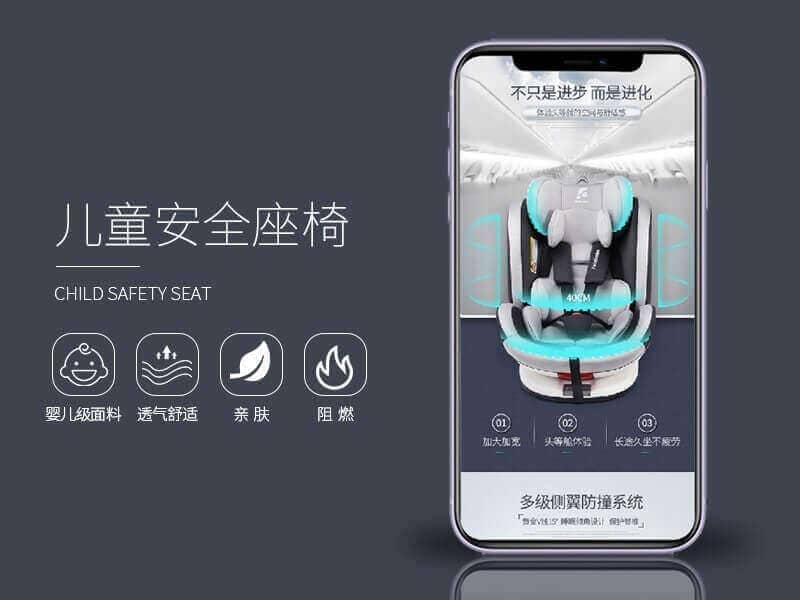 儿童安全座椅
CHILD SAFETY SEAT
婴儿级面料 透气舒适 亲肤 阻燃
不只是进步 而是进化
40CM
01 02 03
加大加宽 头等舱体验 长途久坐不疲劳
多级侧翼防撞系统